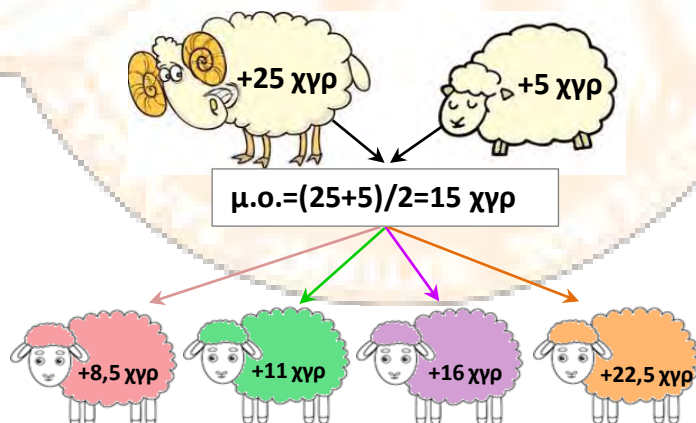 +25 χγρ
+5 χγρ
μ.ο.=(25+5)/2=15 χγρ
+8,5 χγρ
+11 χγρ
+16 χγρ
+22,5 χγρ